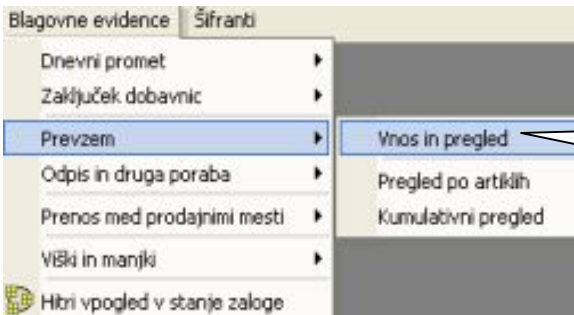 Blagovne evidence Šifranti
Dnevni promet
Zaključek dobavnic
Prevzem
Odpis in druga poraba
Prenos med prodajnimi mesti
Viški in manjki
Hitri vpogled v stanje zaloge
Vnos in pregled
Pregled po artiklih
Kumulativni pregled